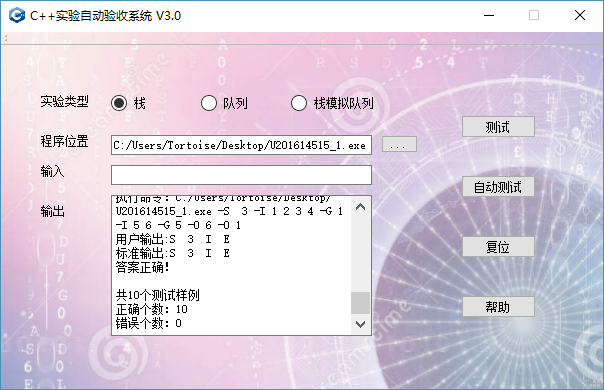 C++实验自动验收系统 V3.0
实验类型
栈
队列
栈模拟队列
程序位置
C:/Users/Tortoise/Desktop/U201614515_1.exe
...
输入
输出
执行命令：C:/Users/Tortoise/Desktop/
U201614515_1.exe -S 3 -I 1 2 3 4 -G 1
-I 5 6 -G 5 -O 6 -O 1
用户输出:S 3 I E
标准输出:S 3 I E
答案正确!
共10个测试样例
正确个数: 10
错误个数: 0
测试
自动测试
复位
帮助